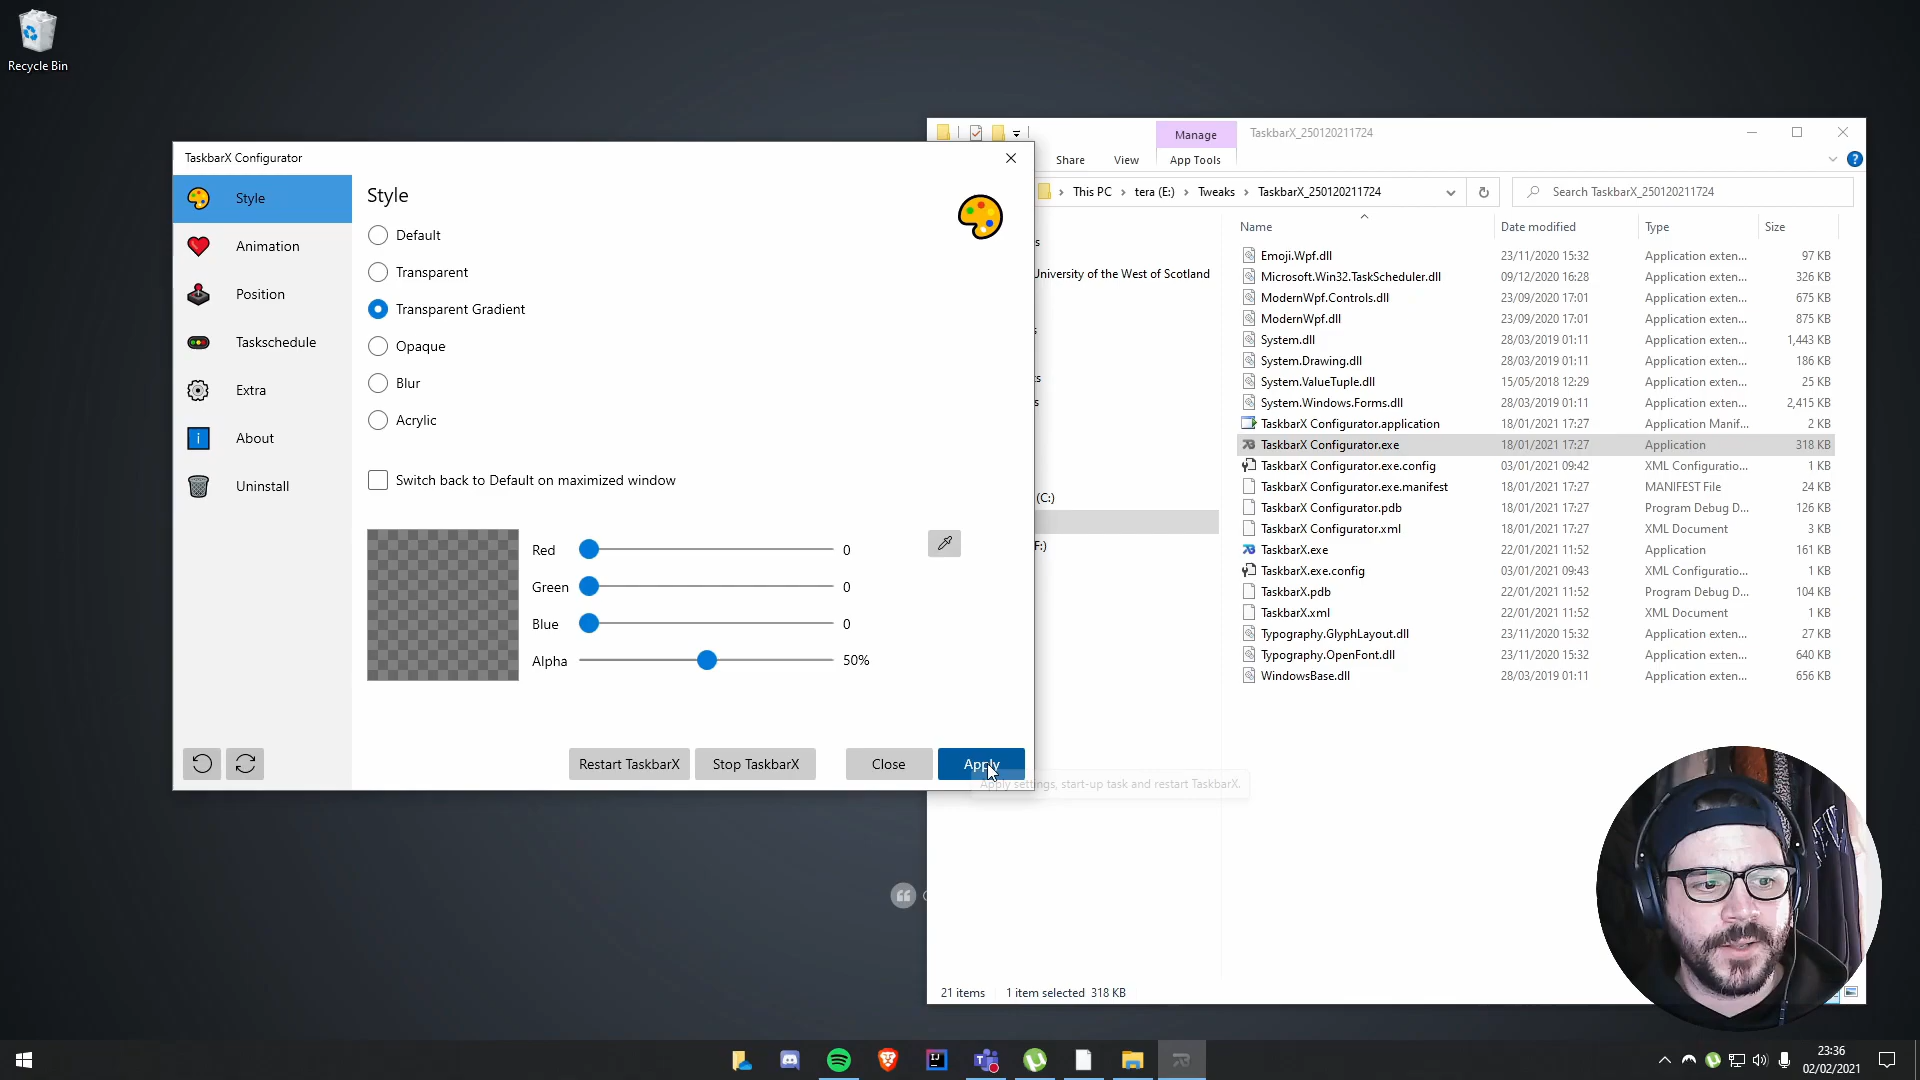 Recycle Bin
TaskbarX Configurator
Style
Animation
Position
Taskschedule
Extra
About
Uninstall
Style
Default
Transparent
Transparent Gradient
Opaque
Blur
Acrylic
Switch back to Default on maximized window
Red 0
Green 0
Blue 0
Alpha 50%
Restart TaskbarX Stop TaskbarX Close Apply
Apply settings, start-up task and restart TaskbarX.
Manage TaskbarX_250120211724
Share View App Tools
This PC › tera (E:) › Tweaks › TaskbarX_250120211724 Search TaskbarX_250120211724
University of the West of Scotland
(C:)
F:)
Name Date modified Type Size
Emoji.Wpf.dll 23/11/2020 15:32 Application exten... 97 KB
Microsoft.Win32.TaskScheduler.dll 09/12/2020 16:28 Application exten... 326 KB
ModernWpf.Controls.dll 23/09/2020 17:01 Application exten... 675 KB
ModernWpf.dll 23/09/2020 17:01 Application exten... 875 KB
System.dll 28/03/2019 01:11 Application exten... 1,443 KB
System.Drawing.dll 28/03/2019 01:11 Application exten... 186 KB
System.ValueTuple.dll 15/05/2018 12:29 Application exten... 25 KB
System.Windows.Forms.dll 28/03/2019 01:11 Application exten... 2,415 KB
TaskbarX Configurator.application 18/01/2021 17:27 Application Manif... 2 KB
TaskbarX Configurator.exe 18/01/2021 17:27 Application 318 KB
TaskbarX Configurator.exe.config 03/01/2021 09:42 XML Configuratio... 1 KB
TaskbarX Configurator.exe.manifest 18/01/2021 17:27 MANIFEST File 24 KB
TaskbarX Configurator.pdb 18/01/2021 17:27 Program Debug D... 126 KB
TaskbarX Configurator.xml 18/01/2021 17:27 XML Document 3 KB
TaskbarX.exe 22/01/2021 11:52 Application 161 KB
TaskbarX.exe.config 03/01/2021 09:43 XML Configuratio... 1 KB
TaskbarX.pdb 22/01/2021 11:52 Program Debug D... 104 KB
TaskbarX.xml 22/01/2021 11:52 XML Document 1 KB
Typography.GlyphLayout.dll 23/11/2020 15:32 Application exten... 27 KB
Typography.OpenFont.dll 23/11/2020 15:32 Application exten... 640 KB
WindowsBase.dll 28/03/2019 01:11 Application exten... 656 KB
21 items 1 item selected 318 KB
23:36
02/02/2021